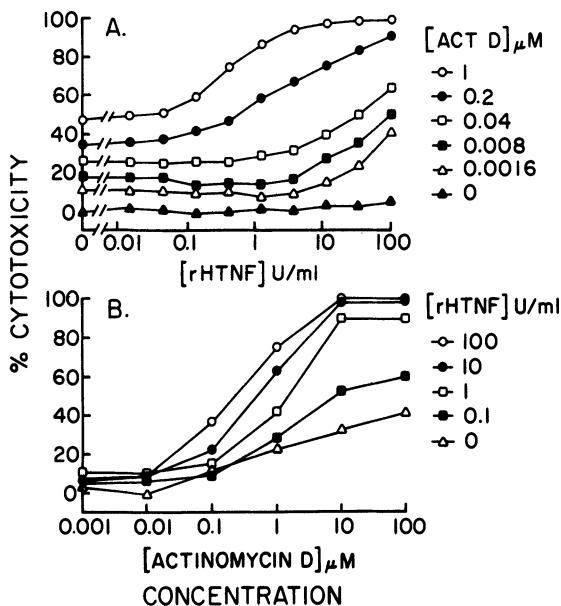 A.
100
80
60
40
20
0
0 0.01 0.1 1 10 100
[rHTNF] U/ml
[ACT D] μM
1
0.2
0.04
0.008
0.0016
0
% CYTOTOXICITY
B.
100
80
60
40
20
0
0.001 0.01 0.1 1 10 100
[ACTINOMYCIN D] μM
[rHTNF] U/ml
100
10
1
0.1
0
CONCENTRATION